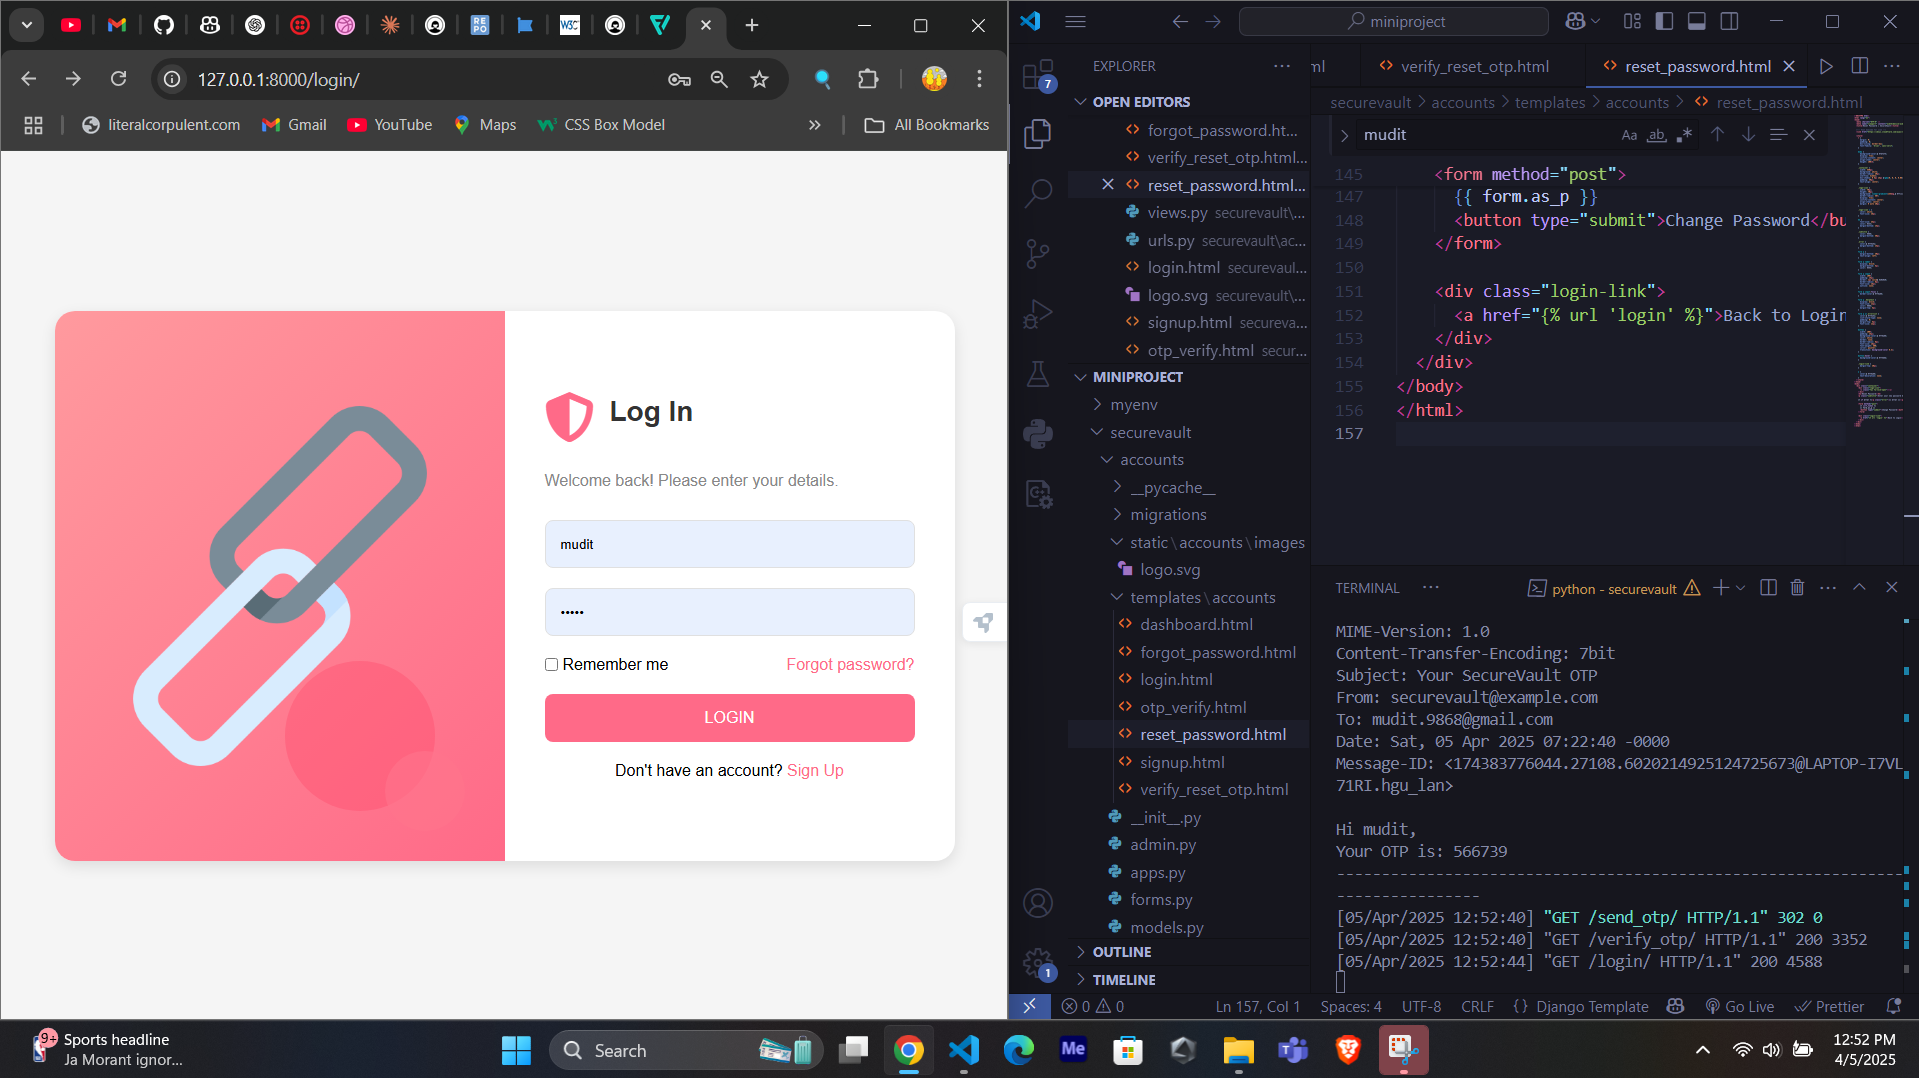 REPO
W3C
127.0.0.1:8000/login/
literalcorpulent.com
Gmail
YouTube
Maps
CSS Box Model
All Bookmarks
Log In
Welcome back! Please enter your details.
mudit
•••••
Remember me
Forgot password?
LOGIN
Don't have an account? Sign Up
miniproject
7
EXPLORER
OPEN EDITORS
forgot_password.ht...
verify_reset_otp.html...
reset_password.html...
views.py securevault\...
urls.py securevault\ac...
login.html securevaul...
logo.svg securevault\...
signup.html secureva...
otp_verify.html secur...
MINIPROJECT
myenv
securevault
accounts
__pycache__
migrations
static\accounts\images
logo.svg
templates\accounts
dashboard.html
forgot_password.html
login.html
otp_verify.html
reset_password.html
signup.html
verify_reset_otp.html
__init__.py
admin.py
apps.py
forms.py
models.py
OUTLINE
TIMELINE
1
ml
verify_reset_otp.html
reset_password.html
securevault > accounts > templates > accounts > reset_password.html
mudit
Aa ab
145 <form method="post">
147 {{ form.as_p }}
148 <button type="submit">Change Password</bu
149 </form>
150
151 <div class="login-link">
152 <a href="{% url 'login' %}">Back to Login
153 </div>
154 </div>
155 </body>
156 </html>
157
TERMINAL
python - securevault
MIME-Version: 1.0
Content-Transfer-Encoding: 7bit
Subject: Your SecureVault OTP
From: securevault@example.com
To: mudit.9868@gmail.com
Date: Sat, 05 Apr 2025 07:22:40 -0000
Message-ID: <174383776044.27108.6020214925124725673@LAPTOP-I7VL
71RI.hgu_lan>
Hi mudit,
Your OTP is: 566739
-------------------------------------------------------------
----------------
[05/Apr/2025 12:52:40] "GET /send_otp/ HTTP/1.1" 302 0
[05/Apr/2025 12:52:40] "GET /verify_otp/ HTTP/1.1" 200 3352
[05/Apr/2025 12:52:44] "GET /login/ HTTP/1.1" 200 4588
0 0
Ln 157, Col 1
Spaces: 4
UTF-8
CRLF
{ } Django Template
Go Live
Prettier
9+
Sports headline
Ja Morant ignor...
Search
Me
12:52 PM
4/5/2025